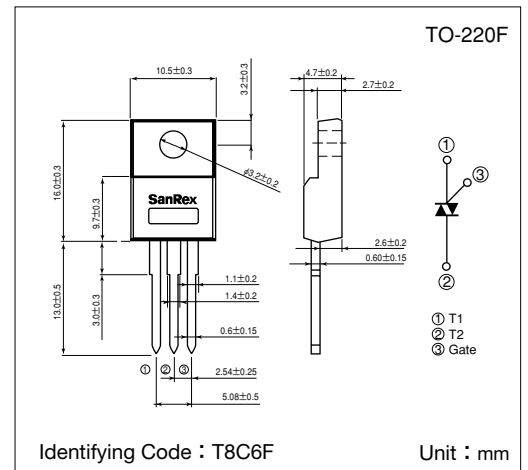 TO-220F
10.5±0.3
3.2±0.3
4.7±0.2
2.7±0.2
16.0±0.3
9.7±0.3
φ3.2±0.2
SanRex
13.0±0.5
3.0±0.3
1.1±0.2
1.4±0.2
0.6±0.15
2.54±0.25
5.08±0.5
① ② ③
2.6±0.2
0.60±0.15
①
③
②
① T1
② T2
③ Gate
Identifying Code：T8C6F
Unit：mm